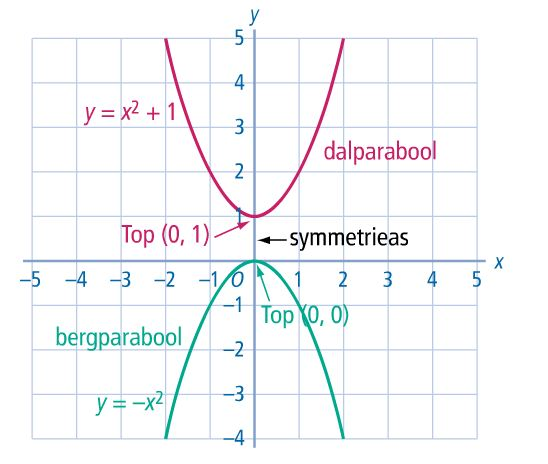 y
5
4
y = x² + 1
3
dalparabool
2
1
Top (0, 1)
symmetrieas
x
−5 −4 −3 −2 −1 O 1 2 3 4 5
−1
Top (0, 0)
bergparabool
−2
−3
y = −x²
−4